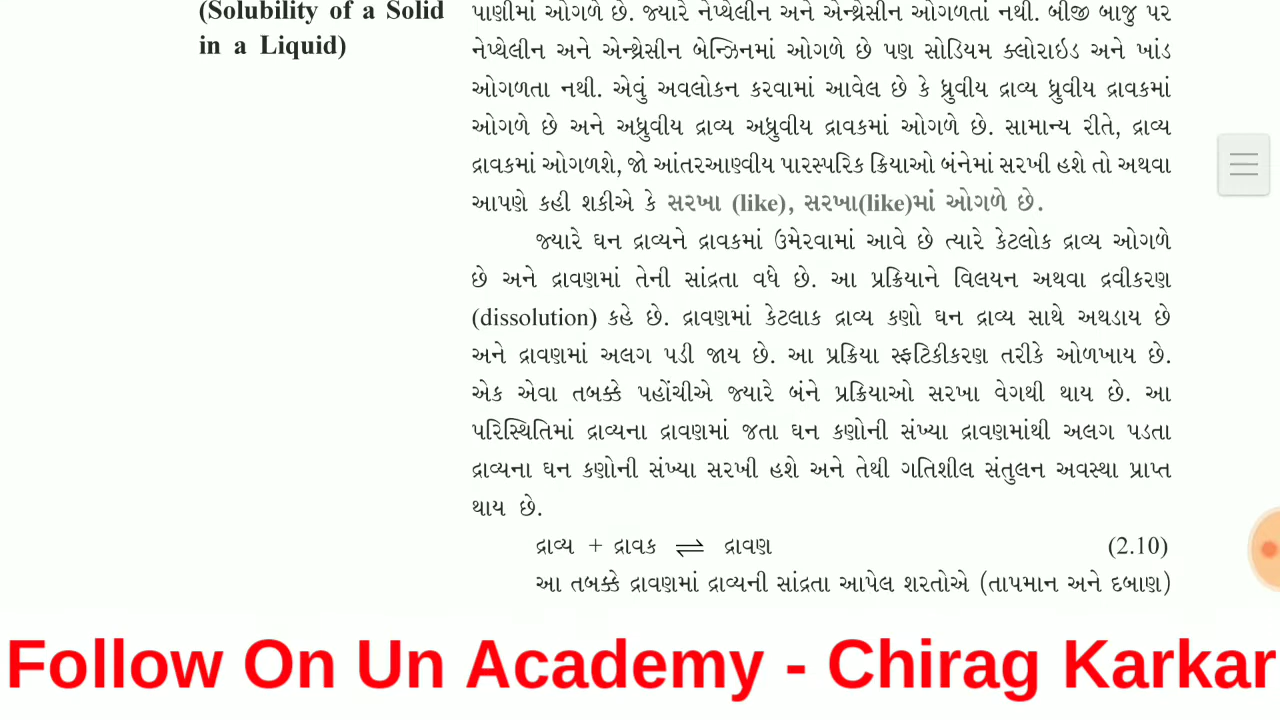 (Solubility of a Solid
in a Liquid)
પાણીમાં ઓગળે છે. જ્યારે નેપ્થેલીન અને એન્થ્રેસીન ઓગળતાં નથી. બીજી બાજુ પર
નેપ્થેલીન અને એન્થ્રેસીન બેન્ઝિનમાં ઓગળે છે પણ સોડિયમ ક્લોરાઇડ અને ખાંડ
ઓગળતા નથી. એવું અવલોકન કરવામાં આવેલ છે કે ધ્રુવીય દ્રાવ્ય ધ્રુવીય દ્રાવકમાં
ઓગળે છે અને અધ્રુવીય દ્રાવ્ય અધ્રુવીય દ્રાવકમાં ઓગળે છે. સામાન્ય રીતે, દ્રાવ્ય
દ્રાવકમાં ઓગળશે, જો આંતરઆણ્વીય પારસ્પરિક ક્રિયાઓ બંનેમાં સરખી હશે તો અથવા
આપણે કહી શકીએ કે સરખા (like), સરખા(like)માં ઓગળે છે.
જ્યારે ઘન દ્રાવ્યને દ્રાવકમાં ઉમેરવામાં આવે છે ત્યારે કેટલોક દ્રાવ્ય ઓગળે
છે અને દ્રાવણમાં તેની સાંદ્રતા વધે છે. આ પ્રક્રિયાને વિલયન અથવા દ્રવીકરણ
(dissolution) કહે છે. દ્રાવણમાં કેટલાક દ્રાવ્ય કણો ઘન દ્રાવ્ય સાથે અથડાય છે
અને દ્રાવણમાં અલગ પડી જાય છે. આ પ્રક્રિયા સ્ફટિકીકરણ તરીકે ઓળખાય છે.
એક એવા તબક્કે પહોંચીએ જ્યારે બંને પ્રક્રિયાઓ સરખા વેગથી થાય છે. આ
પરિસ્થિતિમાં દ્રાવ્યના દ્રાવણમાં જતા ઘન કણોની સંખ્યા દ્રાવણમાંથી અલગ પડતા
દ્રાવ્યના ઘન કણોની સંખ્યા સરખી હશે અને તેથી ગતિશીલ સંતુલન અવસ્થા પ્રાપ્ત
થાય છે.
દ્રાવ્ય + દ્રાવક ⇌ દ્રાવણ (2.10)
આ તબક્કે દ્રાવણમાં દ્રાવ્યની સાંદ્રતા આપેલ શરતોએ (તાપમાન અને દબાણ)
Follow On Un Academy - Chirag Karkar